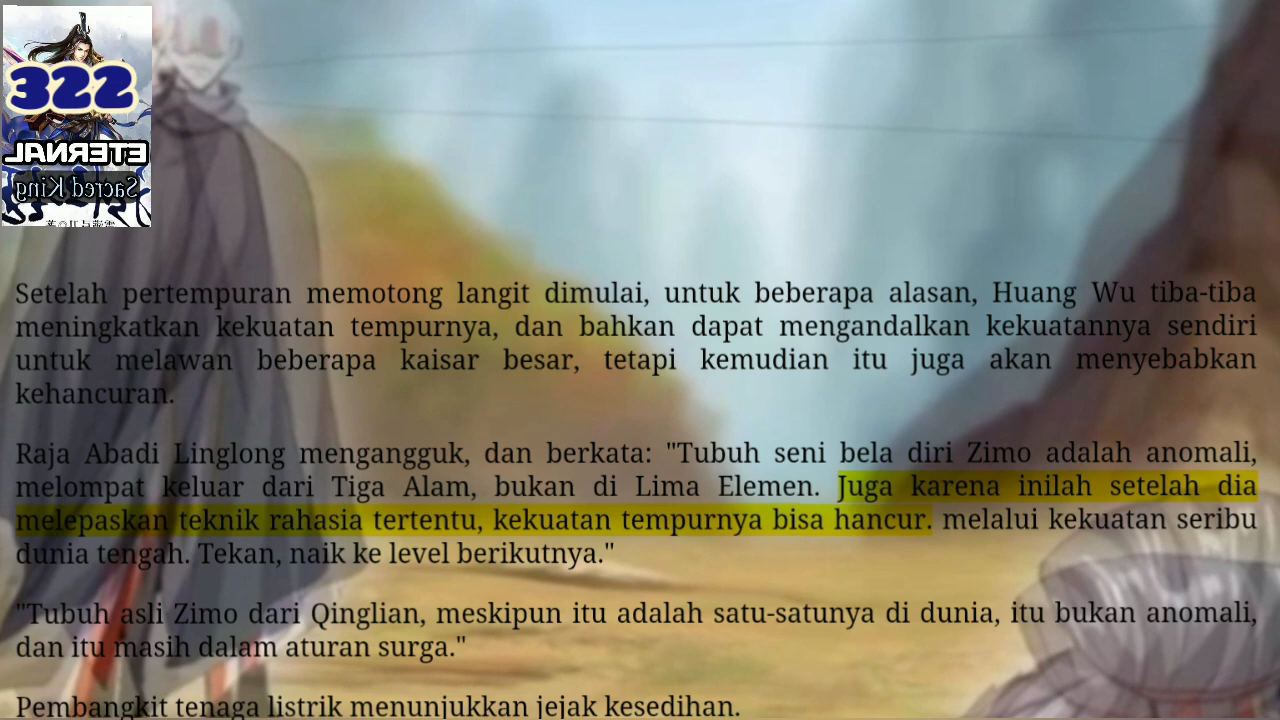 322
ETERNAL
Sacred King
Setelah pertempuran memotong langit dimulai, untuk beberapa alasan, Huang Wu tiba-tiba
meningkatkan kekuatan tempurnya, dan bahkan dapat mengandalkan kekuatannya sendiri
untuk melawan beberapa kaisar besar, tetapi kemudian itu juga akan menyebabkan
kehancuran.
Raja Abadi Linglong mengangguk, dan berkata: "Tubuh seni bela diri Zimo adalah anomali,
melompat keluar dari Tiga Alam, bukan di Lima Elemen. Juga karena inilah setelah dia
melepaskan teknik rahasia tertentu, kekuatan tempurnya bisa hancur. melalui kekuatan seribu
dunia tengah. Tekan, naik ke level berikutnya."
"Tubuh asli Zimo dari Qinglian, meskipun itu adalah satu-satunya di dunia, itu bukan anomali,
dan itu masih dalam aturan surga."
Pembangkit tenaga listrik menunjukkan jejak kesedihan.